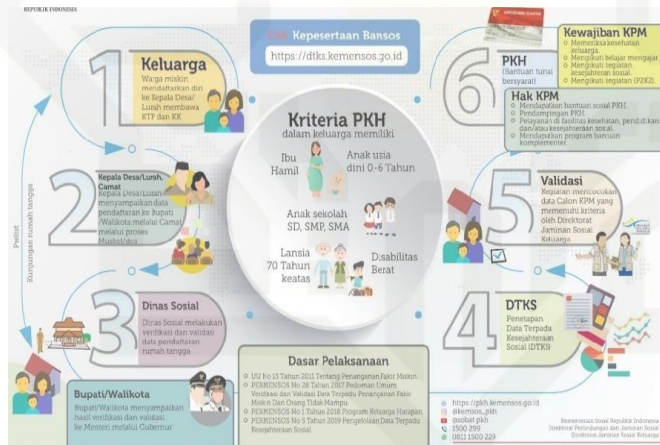 REPUBLIK INDONESIA
Kepesertaan Bansos
https://dtks.kemensos.go.id
1
Keluarga
Warga miskin
mendaftarkan diri
ke Kepala Desa/
Lurah membawa
KTP dan KK
2
Kepala Desa/Lurah,
Camat
Kepala Desa/Lurah
menyampaikan data
pendaftaran ke Bupati
/Walikota melalui Camat
melalui proses
Prelist
Kunjungan rumah tangga
3
Dinas Sosial
Dinas Sosial melakukan
verifikasi dan validasi
data pendaftaran
rumah tangga
Bupati/Walikota
Bupati/Walikota menyampaikan
hasil verifikasi dan validasi
ke Menteri melalui Gubernur
Kriteria PKH
dalam keluarga memiliki
Ibu
Hamil
Anak usia
dini 0-6 Tahun
Anak sekolah
SD, SMP, SMA
Lansia
70 Tahun
keatas
Disabilitas
Berat
Dasar Pelaksanaan
UU No 13 Tahun 2011 Tentang Penanganan Fakir Miskin.
PERMENSOS No 28 Tahun 2017 Pedoman Umum
Verifikasi dan Validasi Data Terpadu Penanganan Fakir
Miskin Dan Orang Tidak Mampu.
PERMENSOS No 1 Tahun 2018 Program Keluarga Harapan.
PERMENSOS No 5 Tahun 2019 Pengelolaan Data Terpadu
Kesejahteraan Sosial.
6
PKH
(Bantuan tunai
bersyarat)
Kewajiban KPM
Memeriksa kesehatan
keluarga.
Mengikuti belajar mengajar.
Mengikuti kegiatan
kesejahteraan sosial.
Mengikuti kegiatan (P2K2).
Hak KPM
Mendapatkan bantuan sosial PKH.
Pendampingan PKH.
Pelayanan di fasilitas kesehatan, pendidikan
dan/atau kesejahteraan sosial.
Mendapatkan program bantuan
komplementer.
5
Validasi
Kegiatan mencocokan
data Calon KPM yang
memenuhi kriteria
oleh Direktorat
Jaminan Sosial
Keluarga
4
DTKS
Penetapan
Data Terpadu
Kesejahteraan
Sosial (DTKS)
https://pkh.kemensos.go.id
@kemsos_pkh
@sobat pkh
1500 299
0811 1500 229
Kementerian Sosial Republik Indonesia
Direktorat Perlindungan dan Jaminan Sosial
Direktorat Jaminan Sosial Keluarga